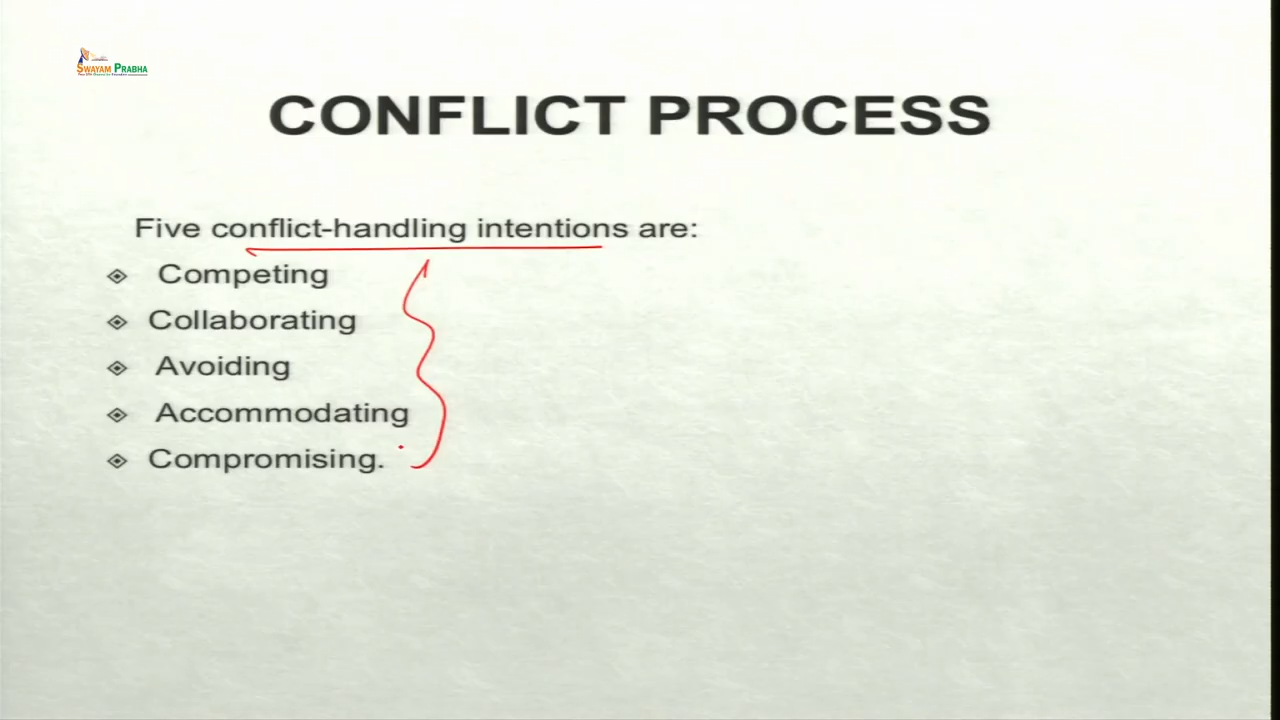 SWAYAM PRABHA
CONFLICT PROCESS
Five conflict-handling intentions are:
Competing
Collaborating
Avoiding
Accommodating
Compromising.